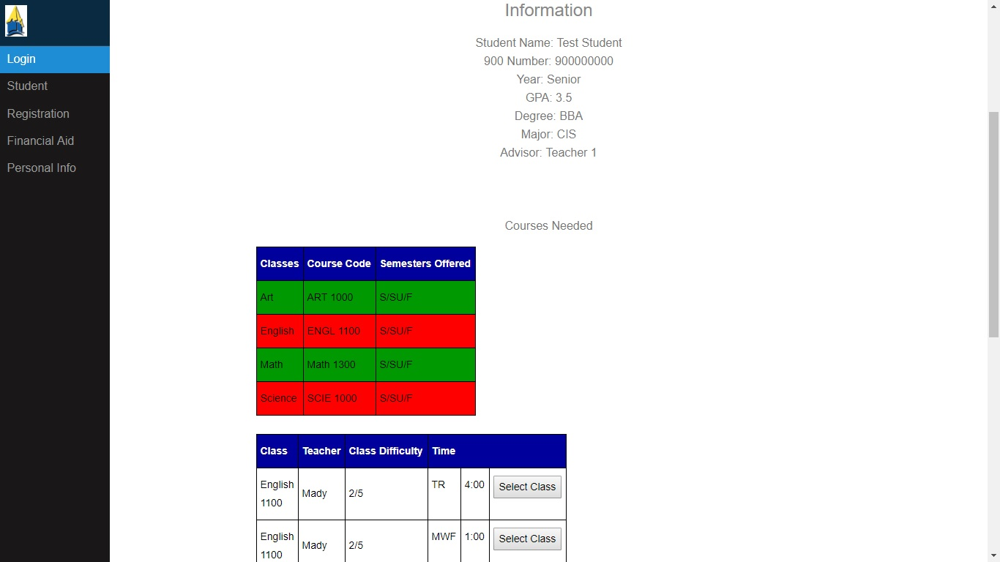 Information
Login
Student
Registration
Financial Aid
Personal Info
Student Name: Test Student
900 Number: 900000000
Year: Senior
GPA: 3.5
Degree: BBA
Major: CIS
Advisor: Teacher 1
Courses Needed
Classes Course Code Semesters Offered
Art ART 1000 S/SU/F
English ENGL 1100 S/SU/F
Math Math 1300 S/SU/F
Science SCIE 1000 S/SU/F
Class Teacher Class Difficulty Time
English 1100 Mady 2/5 TR 4:00 Select Class
English 1100 Mady 2/5 MWF 1:00 Select Class